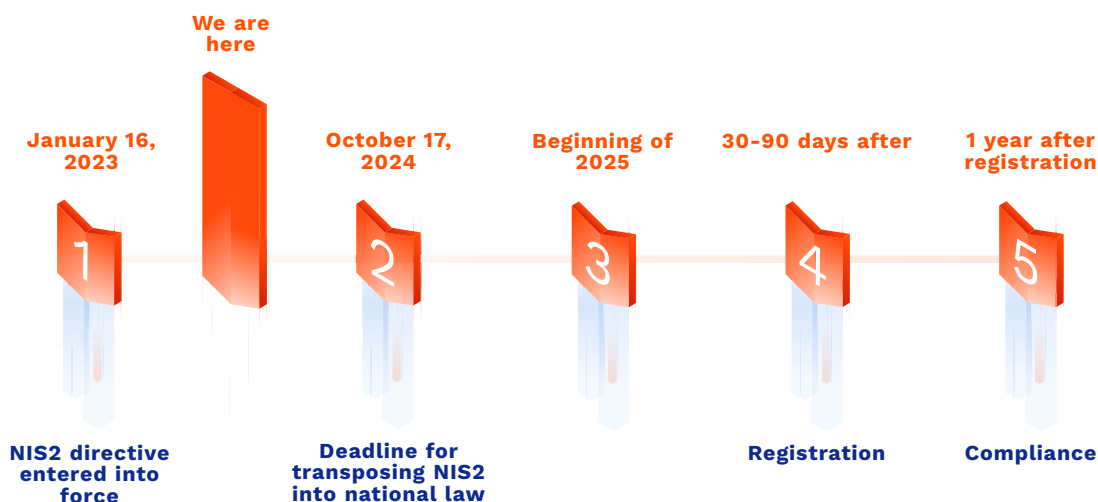 We are
here
January 16,
2023
October 17,
2024
Beginning of
2025
30-90 days after
1 year after
registration
1
2
3
4
5
NIS2 directive
entered into
force
Deadline for
transposing NIS2
into national law
Registration
Compliance